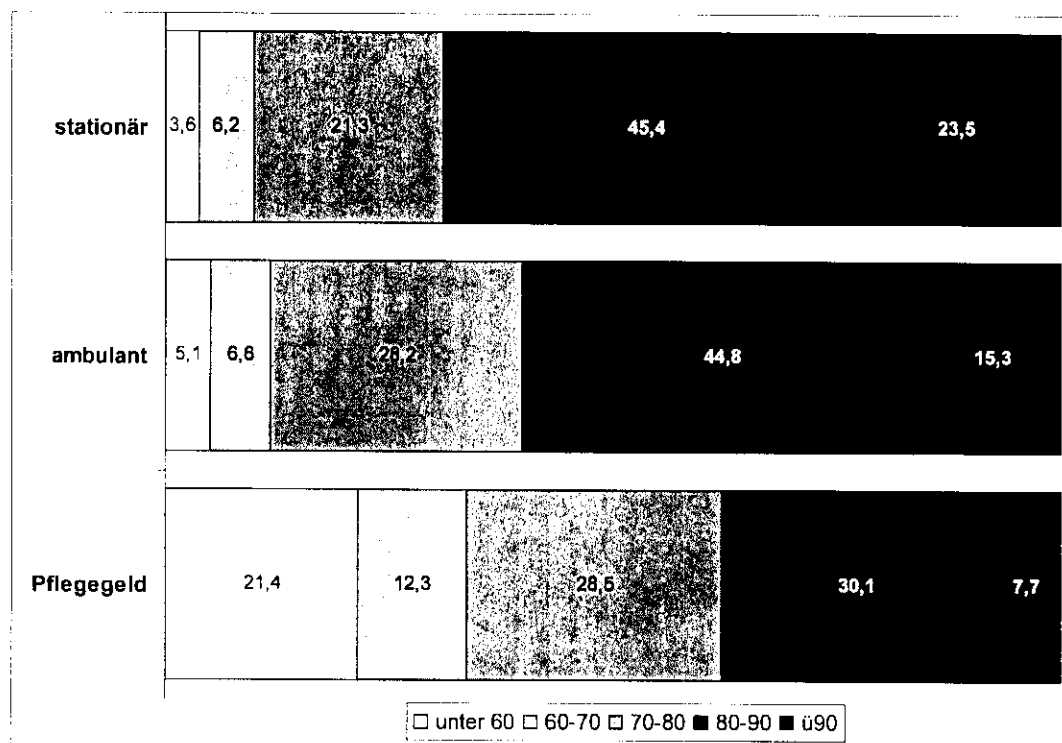 stationär 3,6 6,2 21,3 45,4 23,5
ambulant 5,1 6,6 28,2 44,8 15,3
Pflegegeld 21,4 12,3 28,5 30,1 7,7
unter 60 60-70 70-80 80-90 ü90